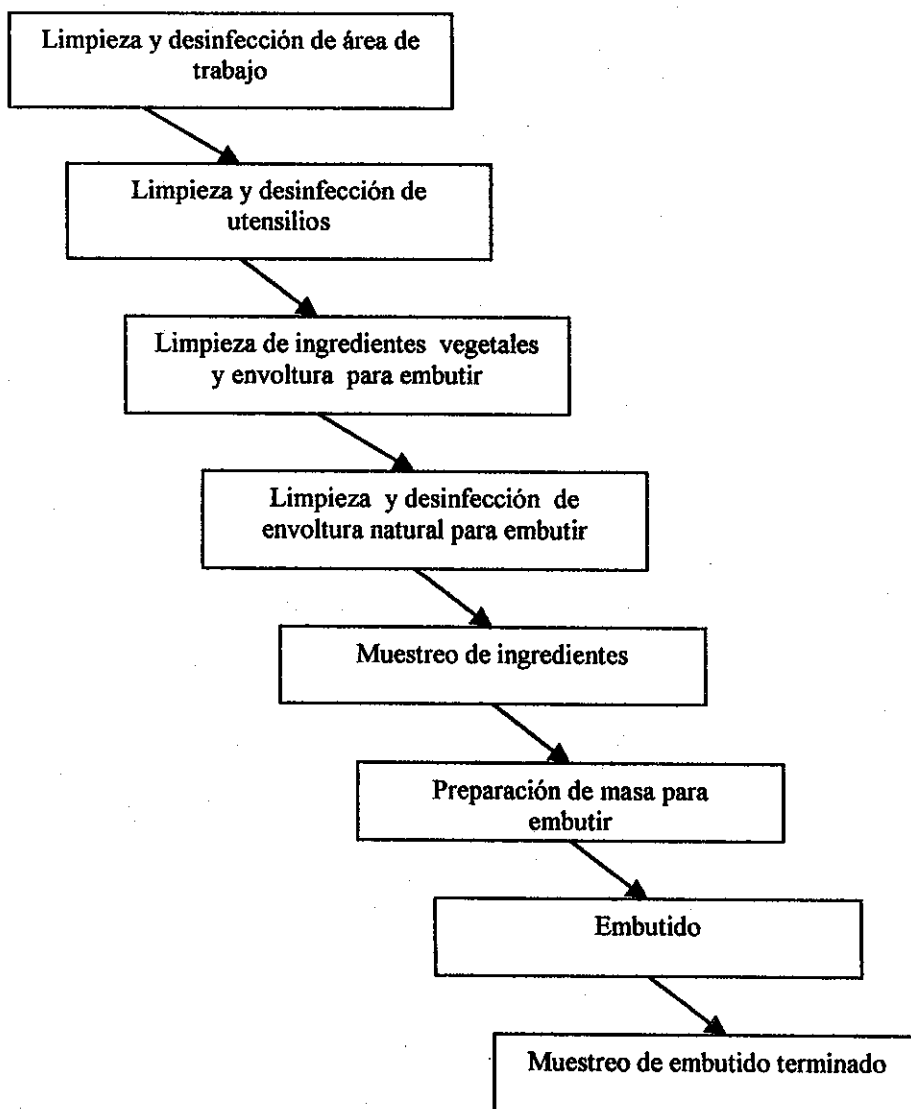 Limpieza y desinfección de área de
trabajo
Limpieza y desinfección de
utensilios
Limpieza de ingredientes vegetales
y envoltura para embutir
Limpieza y desinfección de
envoltura natural para embutir
Muestreo de ingredientes
Preparación de masa para
embutir
Embutido
Muestreo de embutido terminado